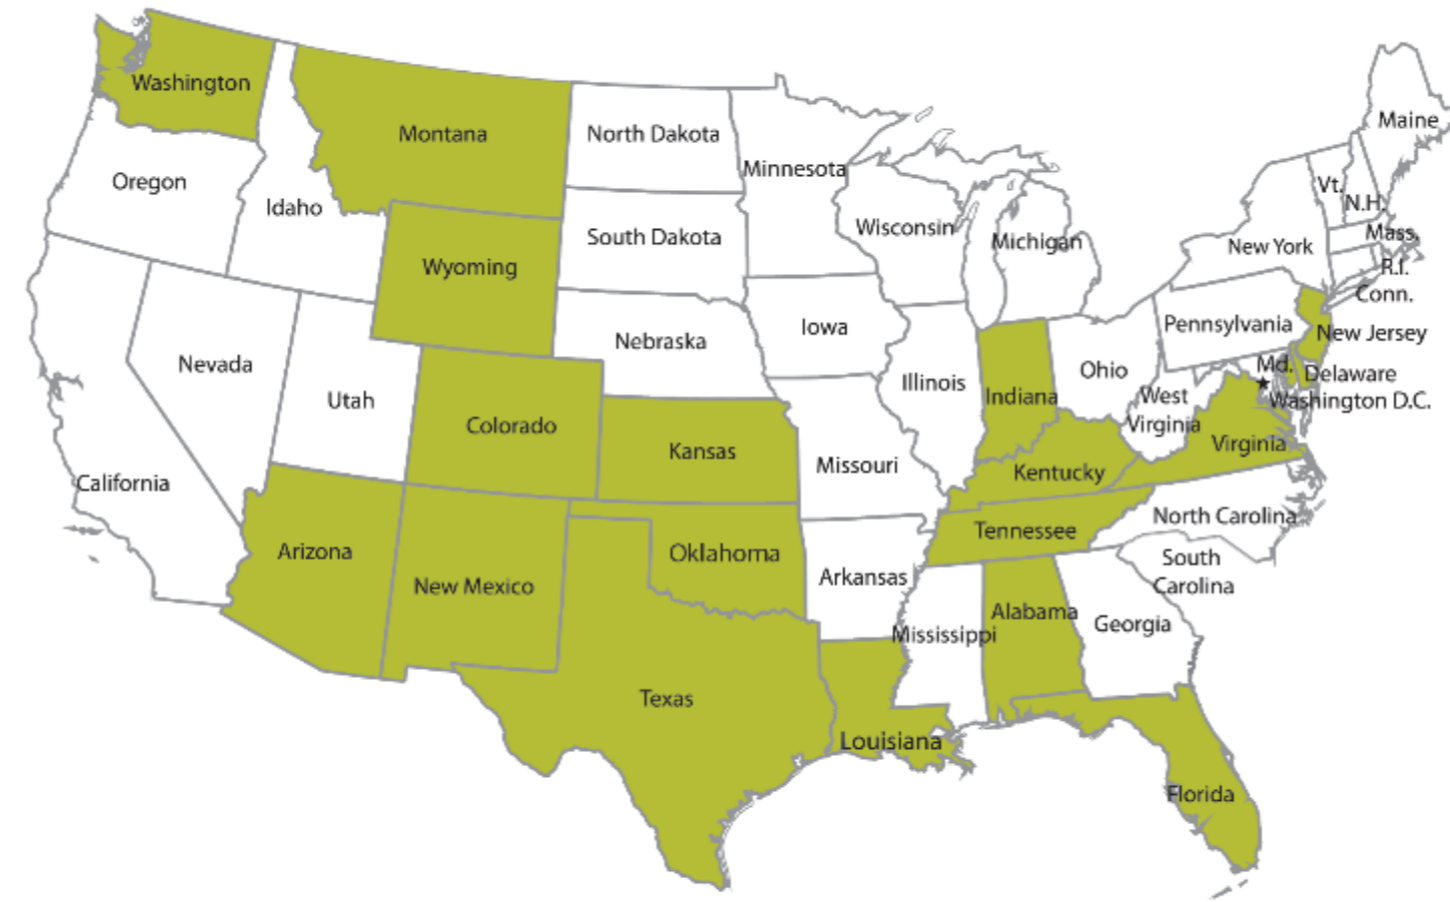 Washington
Montana
North Dakota
Minnesota
Maine
Oregon
Idaho
Vt.
N.H.
Wisconsin
Michigan
New York
Mass.
South Dakota
Wyoming
R.I.
Conn.
Nevada
Utah
Nebraska
Iowa
Illinois
Indiana
Ohio
Pennsylvania
New Jersey
Md.
Delaware
Washington D.C.
West
Virginia
Virginia
California
Colorado
Kansas
Missouri
Kentucky
Arizona
New Mexico
Oklahoma
Arkansas
Tennessee
North Carolina
South
Carolina
Mississippi
Alabama
Georgia
Texas
Louisiana
Florida